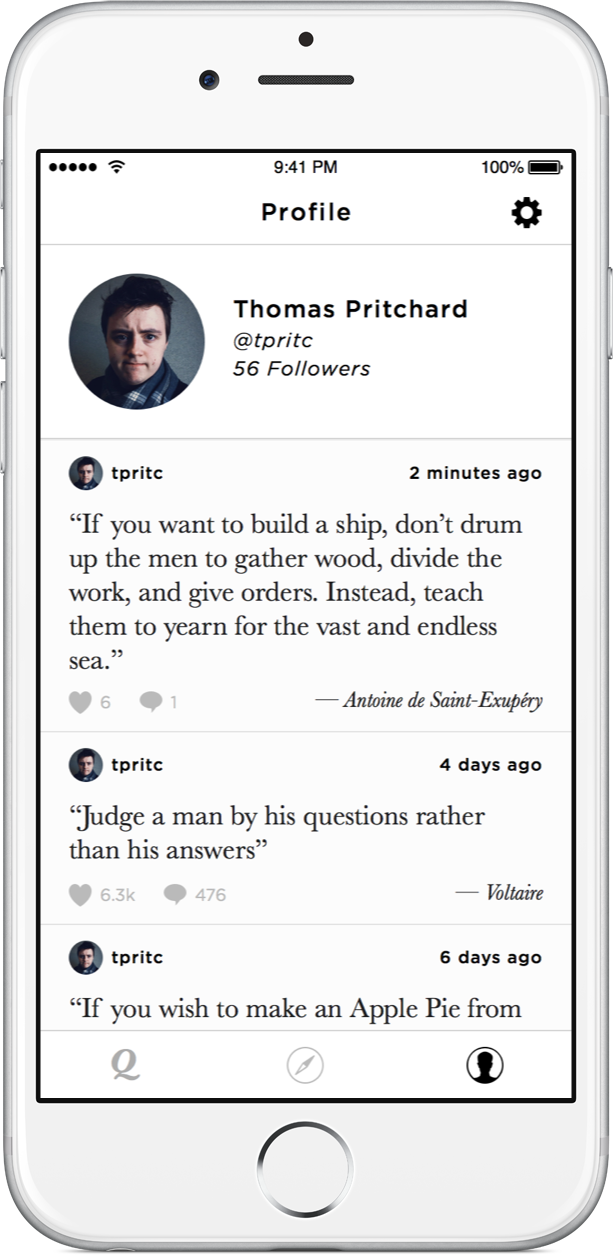 9:41 PM 100%
Profile
Thomas Pritchard
@tpritc
56 Followers
tpritc 2 minutes ago
“If you want to build a ship, don’t drum
up the men to gather wood, divide the
work, and give orders. Instead, teach
them to yearn for the vast and endless
sea.”
6 1 — Antoine de Saint-Exupéry
tpritc 4 days ago
“Judge a man by his questions rather
than his answers”
6.3k 476 — Voltaire
tpritc 6 days ago
“If you wish to make an Apple Pie from
Q